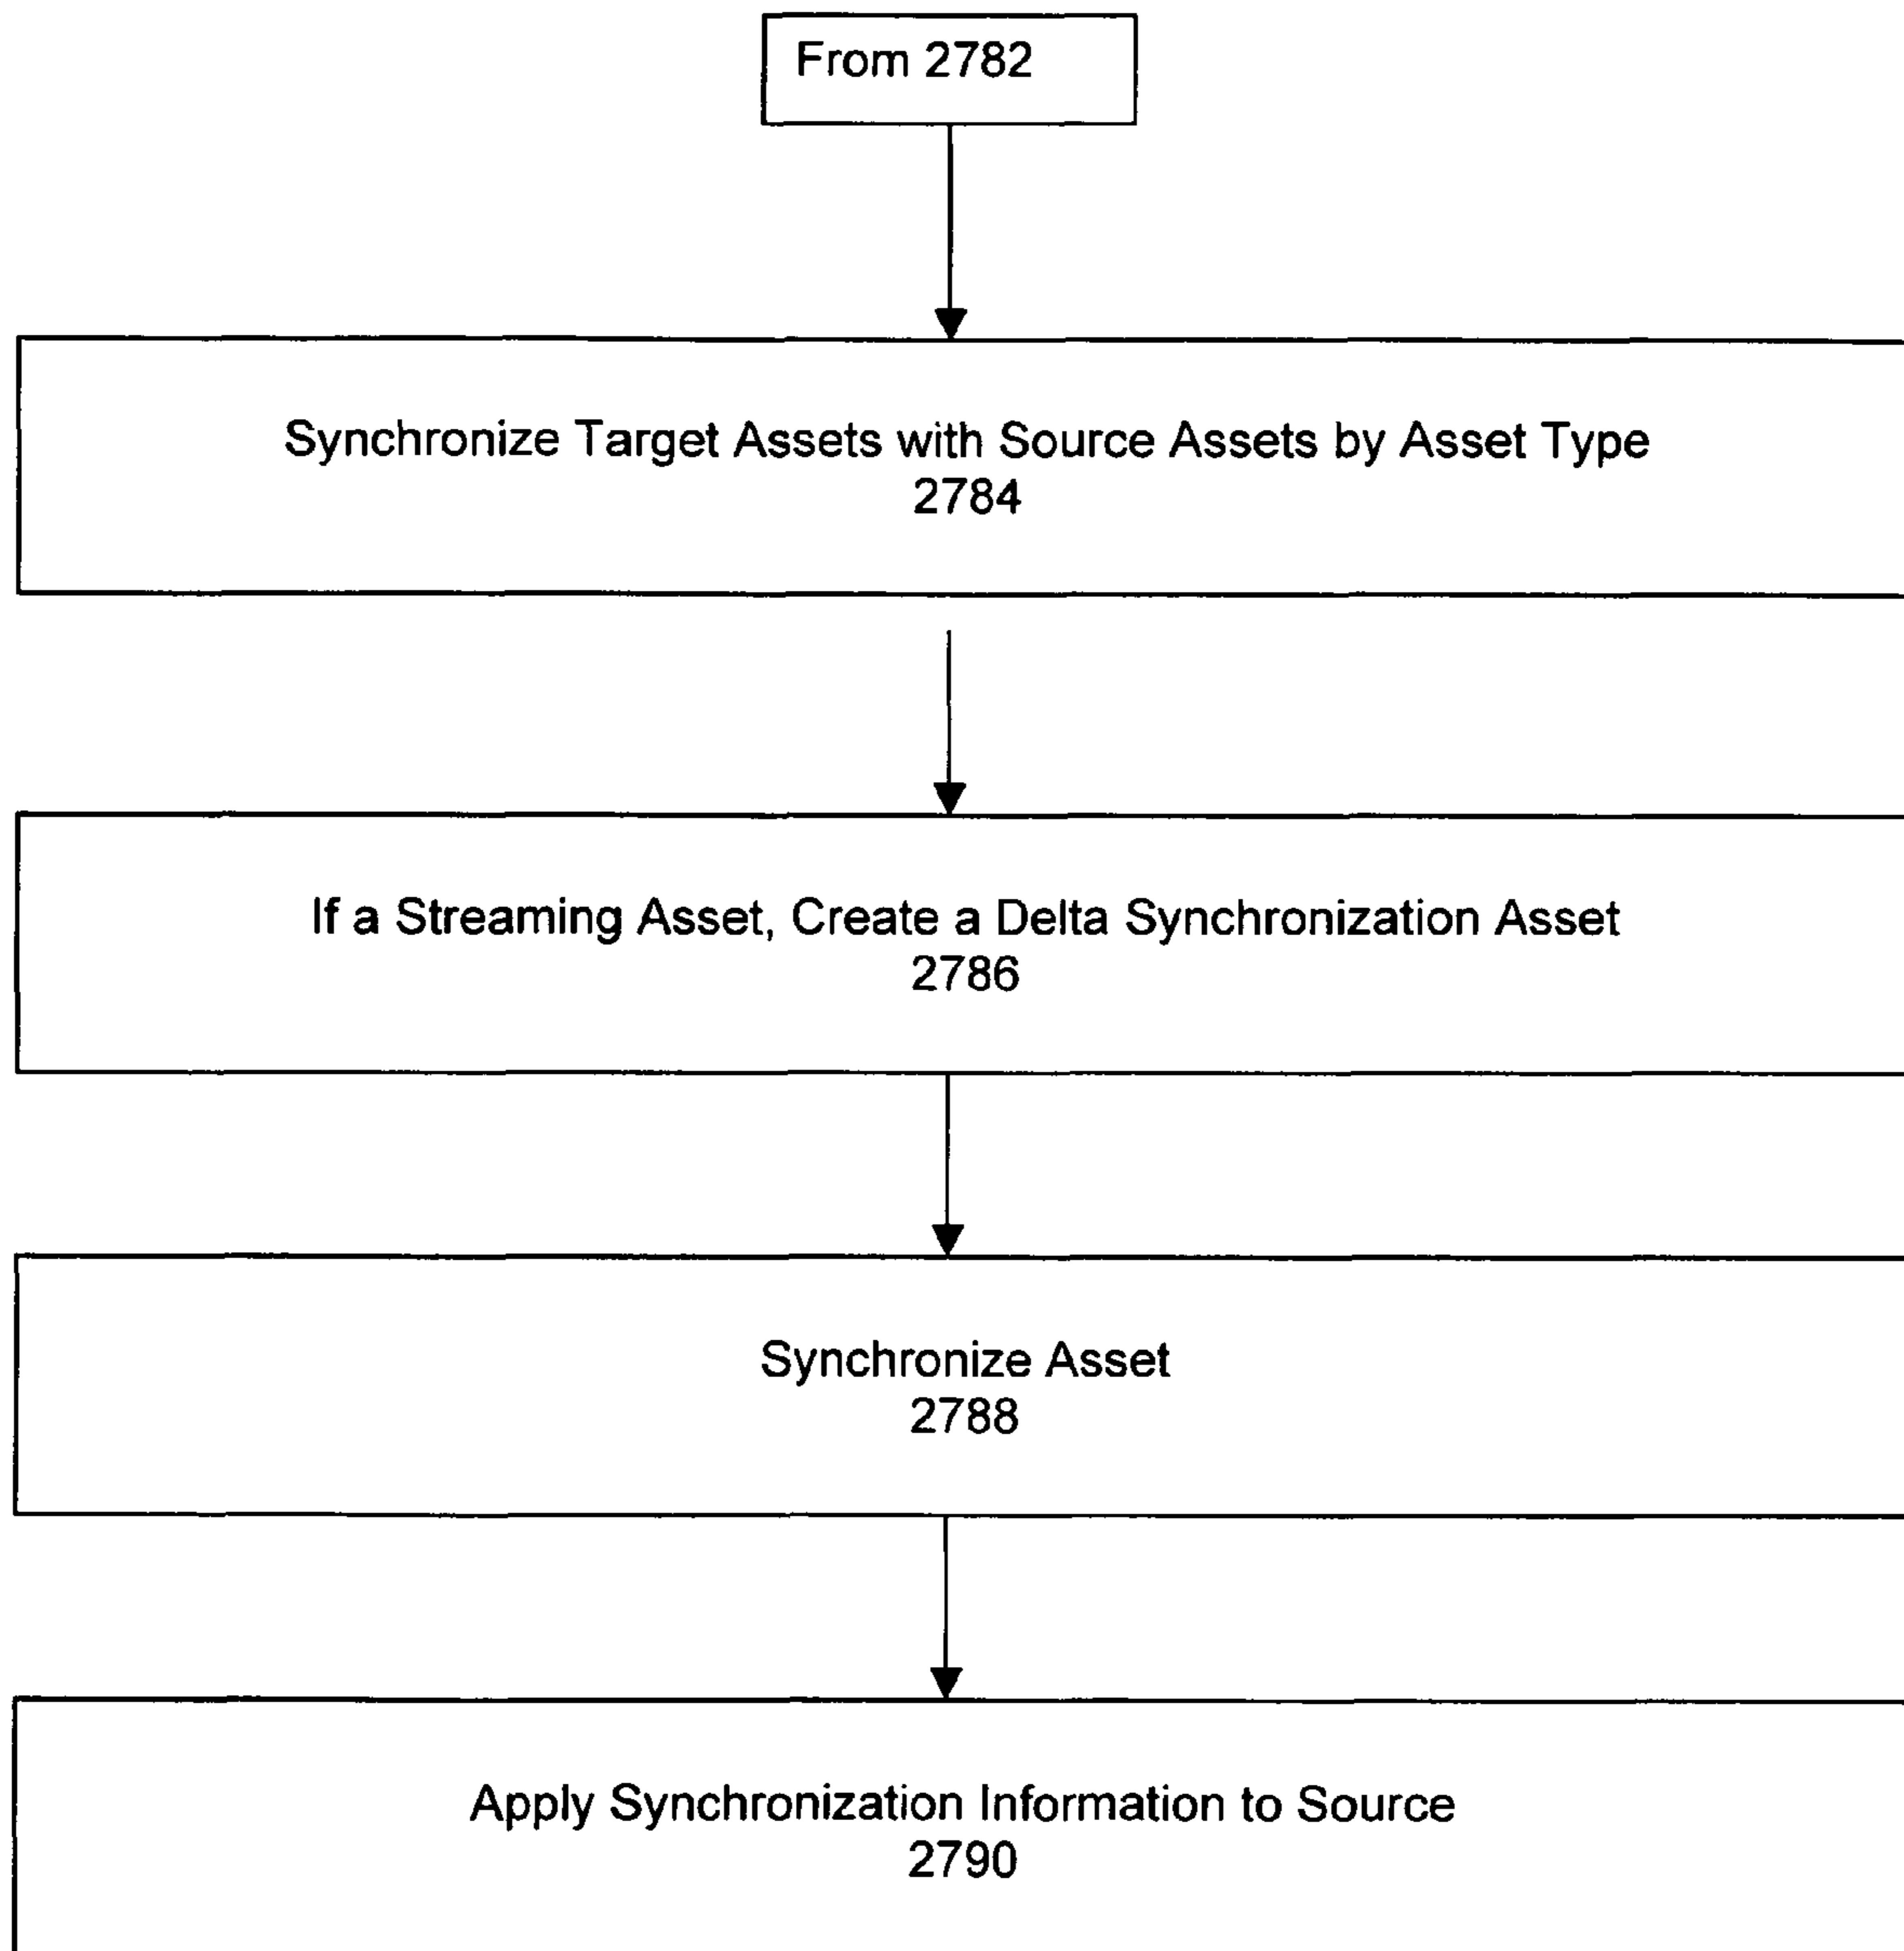 From 2782
Synchronize Target Assets with Source Assets by Asset Type
2784
If a Streaming Asset, Create a Delta Synchronization Asset
2786
Synchronize Asset
2788
Apply Synchronization Information to Source
2790